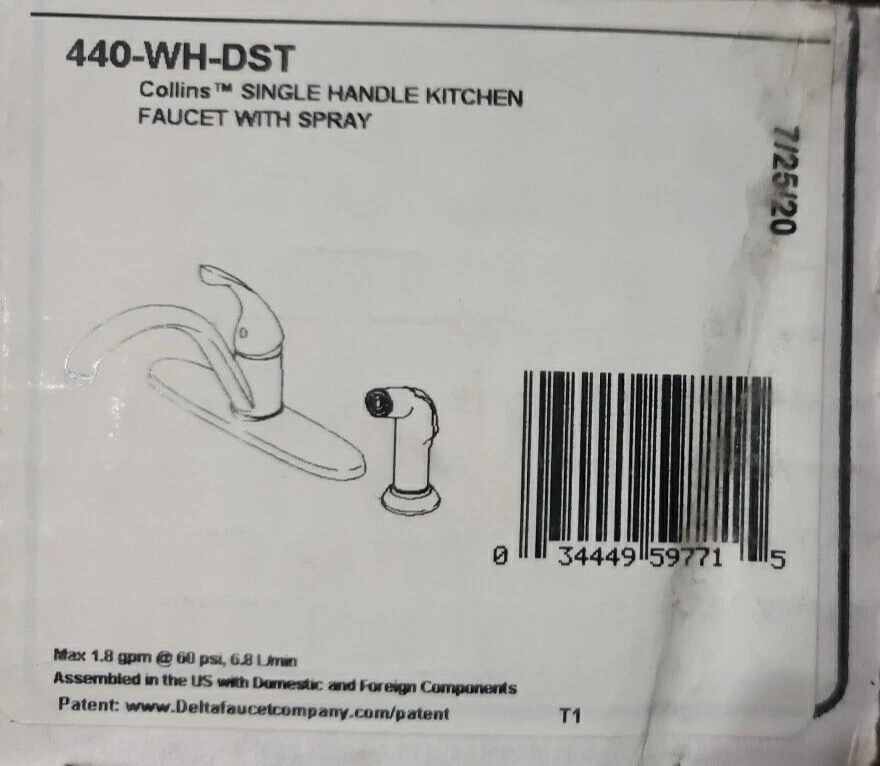 440-WH-DST
Collins™ SINGLE HANDLE KITCHEN
FAUCET WITH SPRAY
7/25/20
0 34449 59771 5
Max 1.8 gpm @ 60 psi, 6.8 L/min
Assembled in the US with Domestic and Foreign Components
Patent: www.Deltafaucetcompany.com/patent
T1